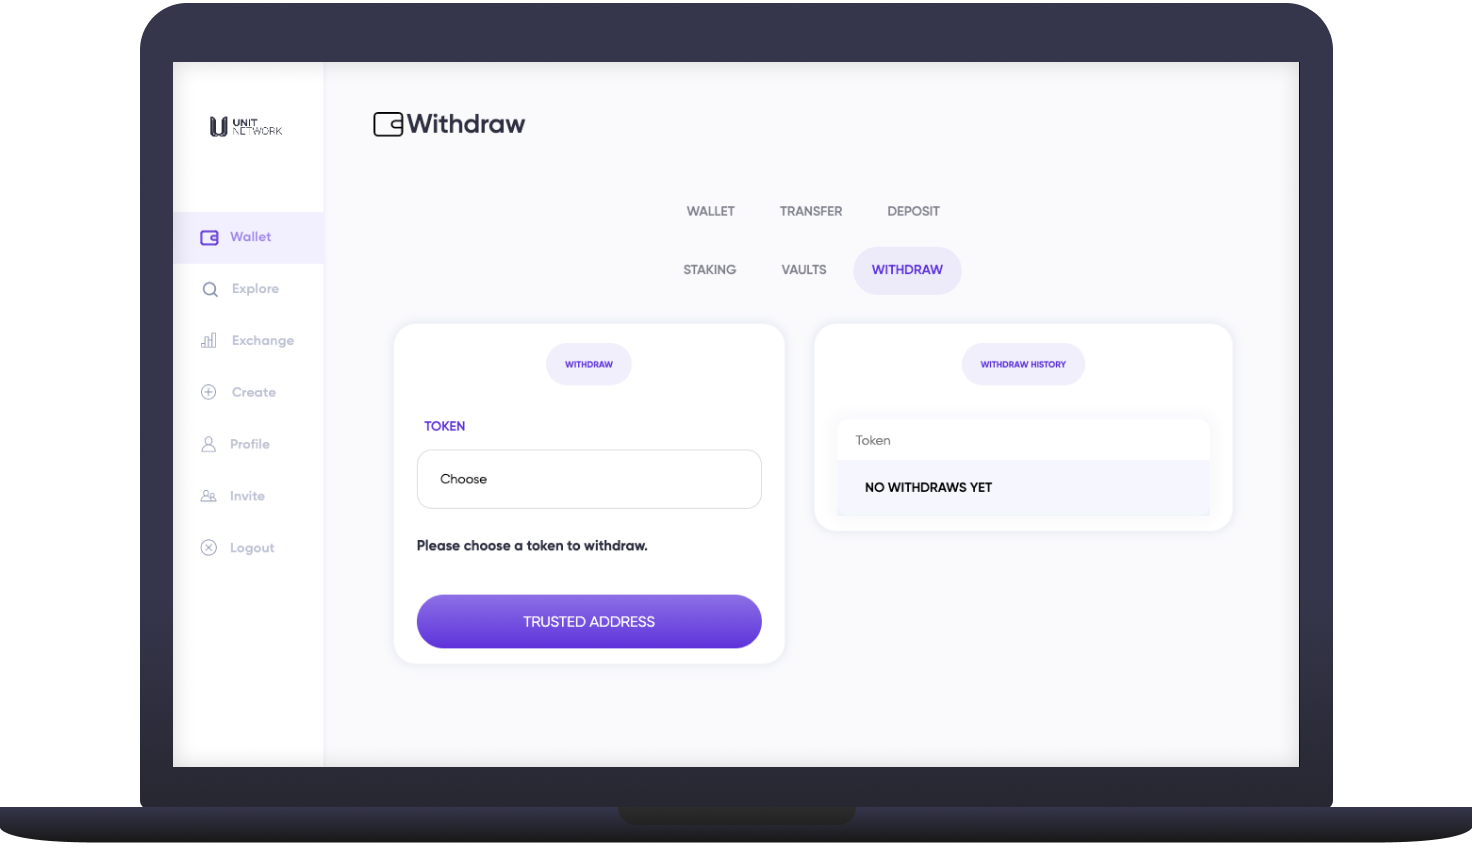 UNIT
NETWORK
Withdraw
WALLET TRANSFER DEPOSIT
STAKING VAULTS WITHDRAW
Wallet
Explore
Exchange
Create
Profile
Invite
Logout
WITHDRAW
TOKEN
Choose
Please choose a token to withdraw.
TRUSTED ADDRESS
WITHDRAW HISTORY
Token
NO WITHDRAWS YET